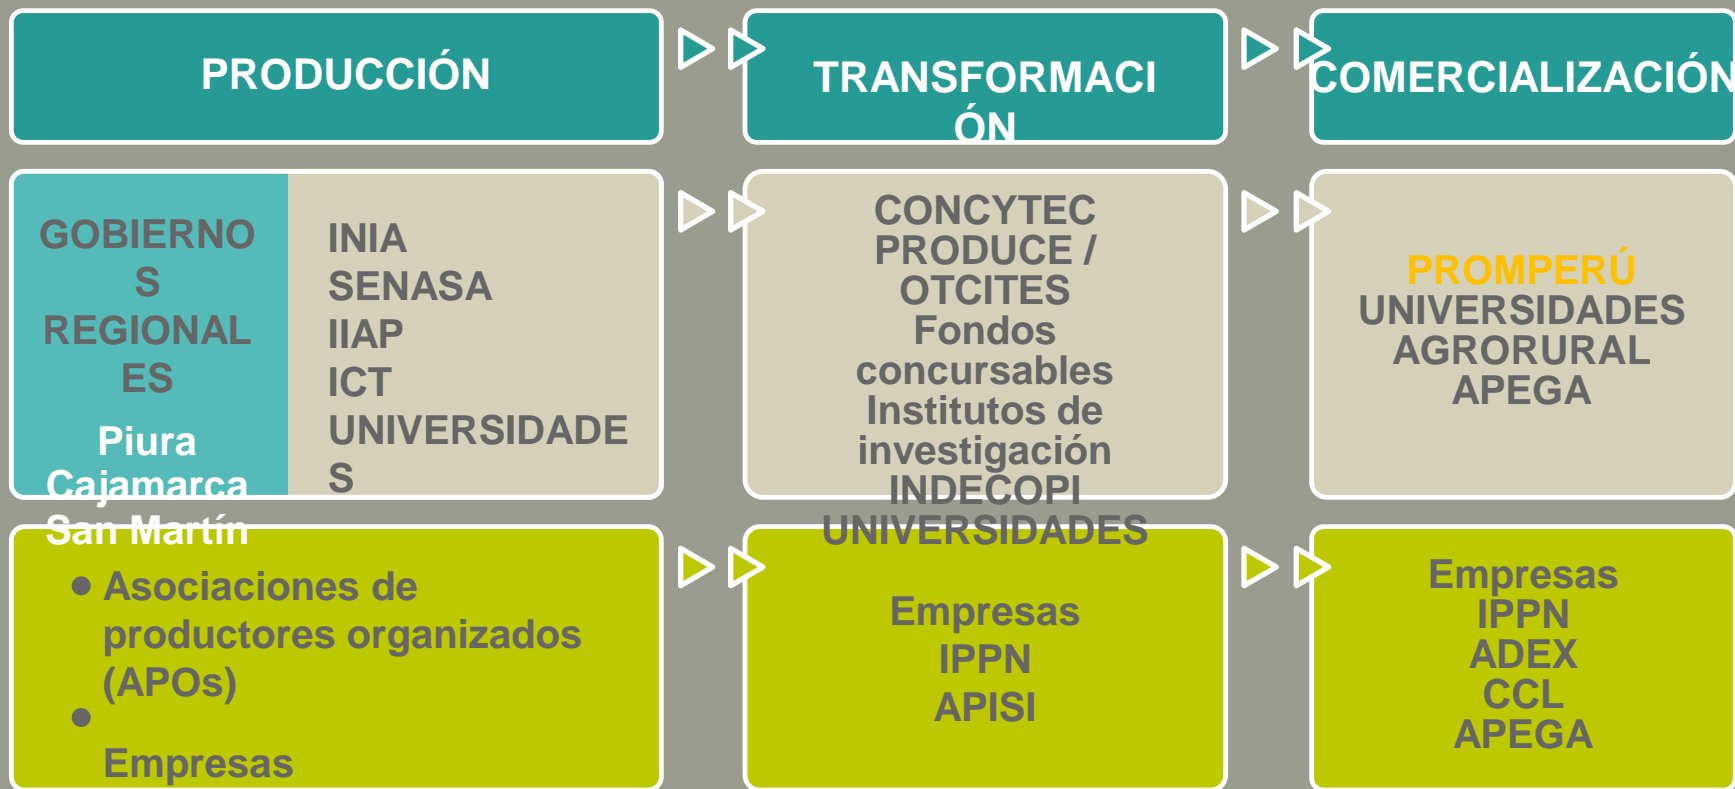 PRODUCCIÓN
TRANSFORMACI
ÓN
COMERCIALIZACIÓN
GOBIERNO
S
REGIONAL
ES
Piura
Cajamarca
San Martín
INIA
SENASA
IIAP
ICT
UNIVERSIDADE
S
CONCYTEC
PRODUCE /
OTCITES
Fondos
concursables
Institutos de
investigación
INDECOPI
UNIVERSIDADES
PROMPERÚ
UNIVERSIDADES
AGRORURAL
APEGA
• Asociaciones de
productores organizados
(APOs)
•
Empresas
Empresas
IPPN
APISI
Empresas
IPPN
ADEX
CCL
APEGA